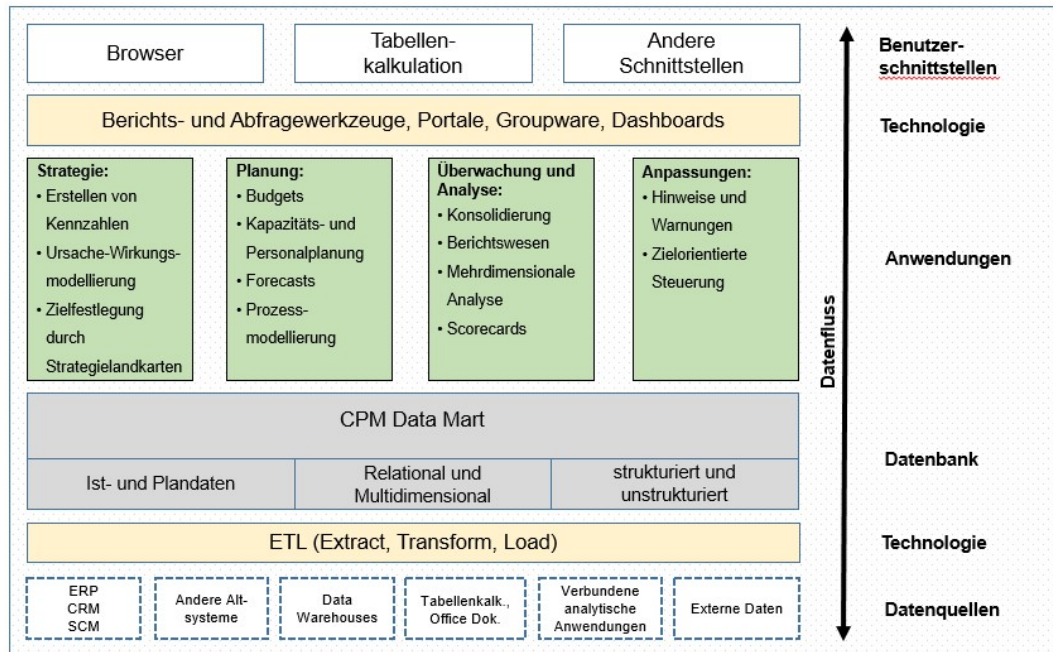 Browser
Tabellen-
kalkulation
Andere
Schnittstellen
Benutzer-
schnittstellen
Berichts- und Abfragewerkzeuge, Portale, Groupware, Dashboards
Technologie
Strategie:
• Erstellen von
Kennzahlen
• Ursache-Wirkungs-
modellierung
• Zielfestlegung
durch
Strategielandkarten
Planung:
• Budgets
• Kapazitäts- und
Personalplanung
• Forecasts
• Prozess-
modellierung
Überwachung und
Analyse:
• Konsolidierung
• Berichtswesen
• Mehrdimensionale
Analyse
• Scorecards
Anpassungen:
• Hinweise und
Warnungen
• Zielorientierte
Steuerung
Anwendungen
Datenfluss
CPM Data Mart
Ist- und Plandaten
Relational und
Multidimensional
strukturiert und
unstrukturiert
Datenbank
ETL (Extract, Transform, Load)
Technologie
ERP
CRM
SCM
Andere Alt-
systeme
Data
Warehouses
Tabellenkalk.,
Office Dok.
Verbundene
analytische
Anwendungen
Externe Daten
Datenquellen